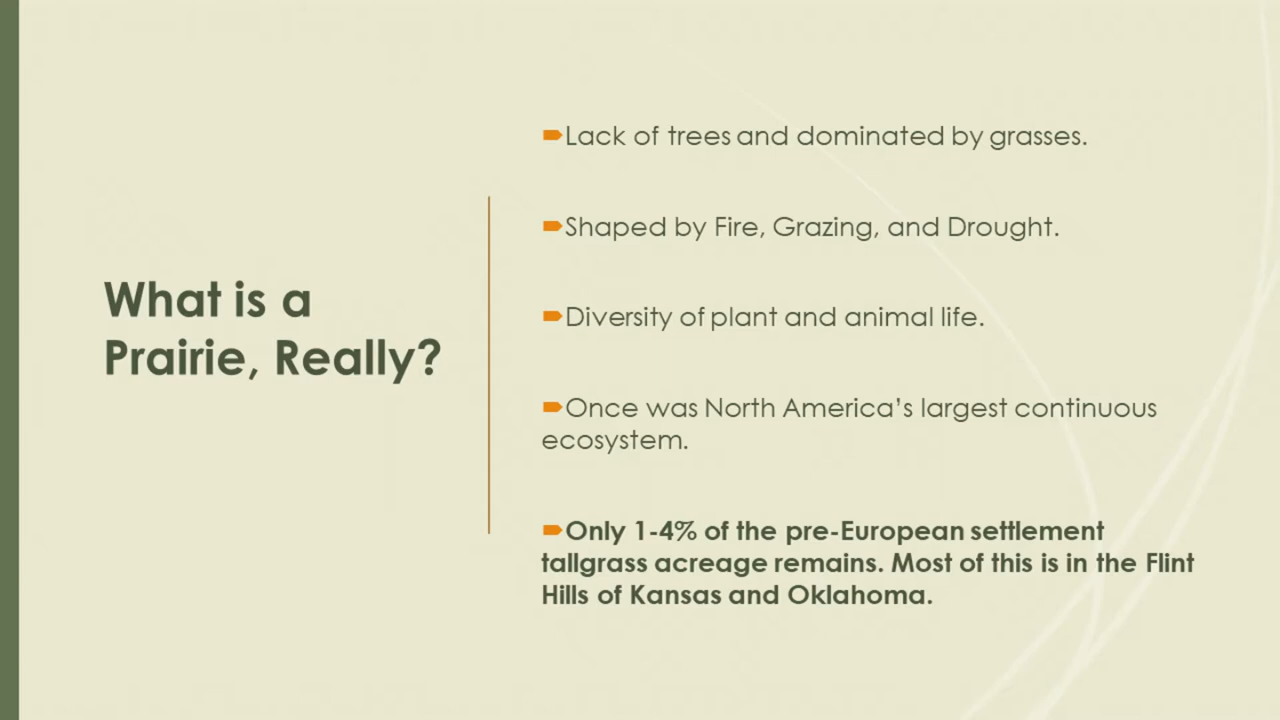 What is a
Prairie, Really?
Lack of trees and dominated by grasses.
Shaped by Fire, Grazing, and Drought.
Diversity of plant and animal life.
Once was North America’s largest continuous
ecosystem.
Only 1-4% of the pre-European settlement
tallgrass acreage remains. Most of this is in the Flint
Hills of Kansas and Oklahoma.